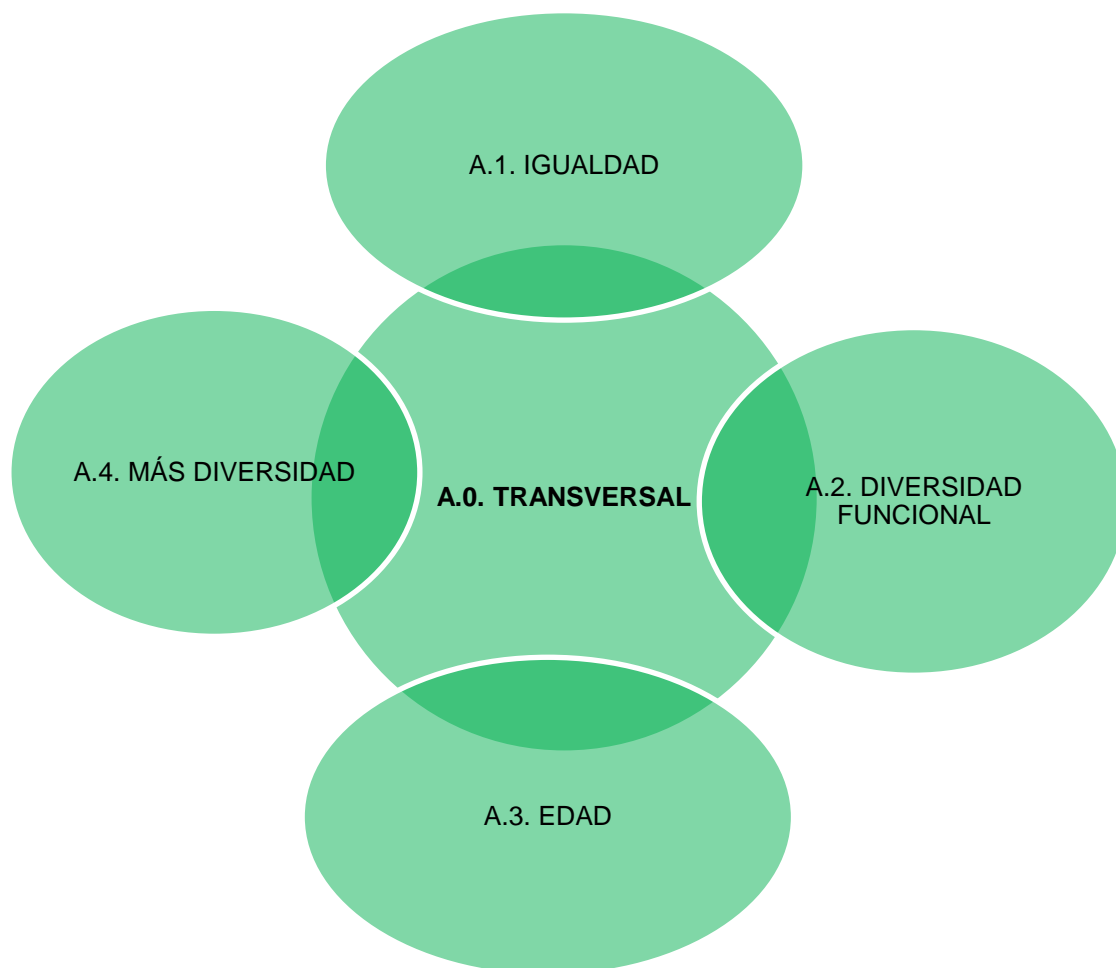 A.1. IGUALDAD
A.4. MÁS DIVERSIDAD
A.0. TRANSVERSAL
A.2. DIVERSIDAD
FUNCIONAL
A.3. EDAD